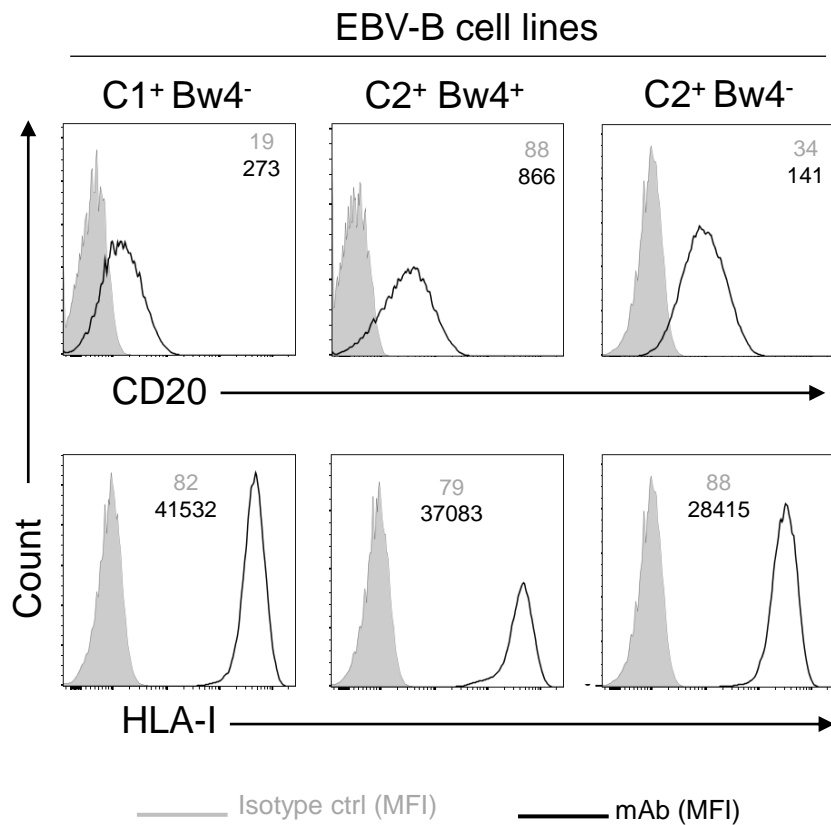 EBV-B cell lines
C1⁺ Bw4⁻
C2⁺ Bw4⁺
C2⁺ Bw4⁻
19
273
88
866
34
141
CD20
82
41532
79
37083
88
28415
Count
HLA-I
Isotype ctrl (MFI)
mAb (MFI)